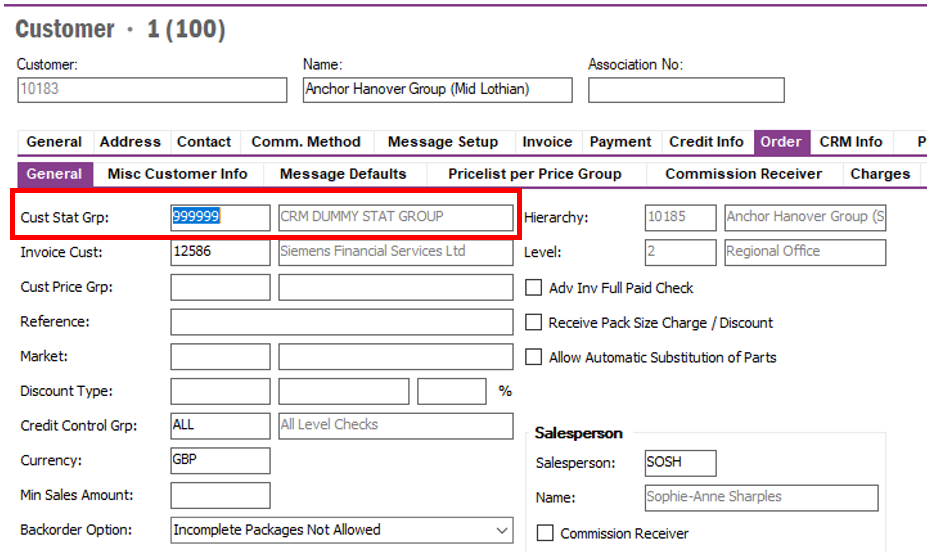 Customer · 1 (100)
Customer: Name: Association No:
10183 Anchor Hanover Group (Mid Lothian)
General Address Contact Comm. Method Message Setup Invoice Payment Credit Info Order CRM Info P
General Misc Customer Info Message Defaults Pricelist per Price Group Commission Receiver Charges
Cust Stat Grp: 999999 CRM DUMMY STAT GROUP Hierarchy: 10185 Anchor Hanover Group (S
Invoice Cust: 12586 Siemens Financial Services Ltd Level: 2 Regional Office
Cust Price Grp: Adv Inv Full Paid Check
Reference: Receive Pack Size Charge / Discount
Market: Allow Automatic Substitution of Parts
Discount Type: %
Credit Control Grp: ALL All Level Checks
Salesperson
Currency: GBP Salesperson: SOSH
Min Sales Amount: Name: Sophie-Anne Sharples
Backorder Option: Incomplete Packages Not Allowed Commission Receiver